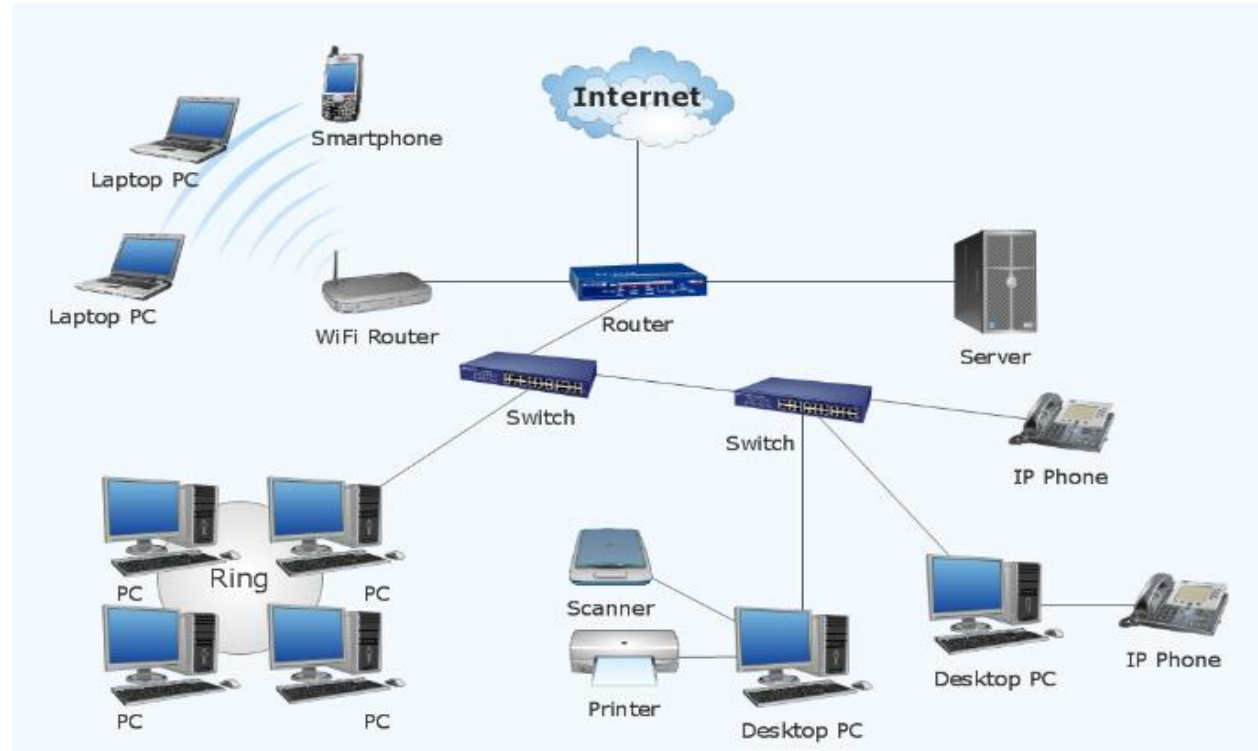 Internet
Smartphone
Laptop PC
Laptop PC
WiFi Router
Router
Server
Switch
Switch
IP Phone
PC
Ring
PC
Scanner
PC
PC
Printer
Desktop PC
Desktop PC
IP Phone